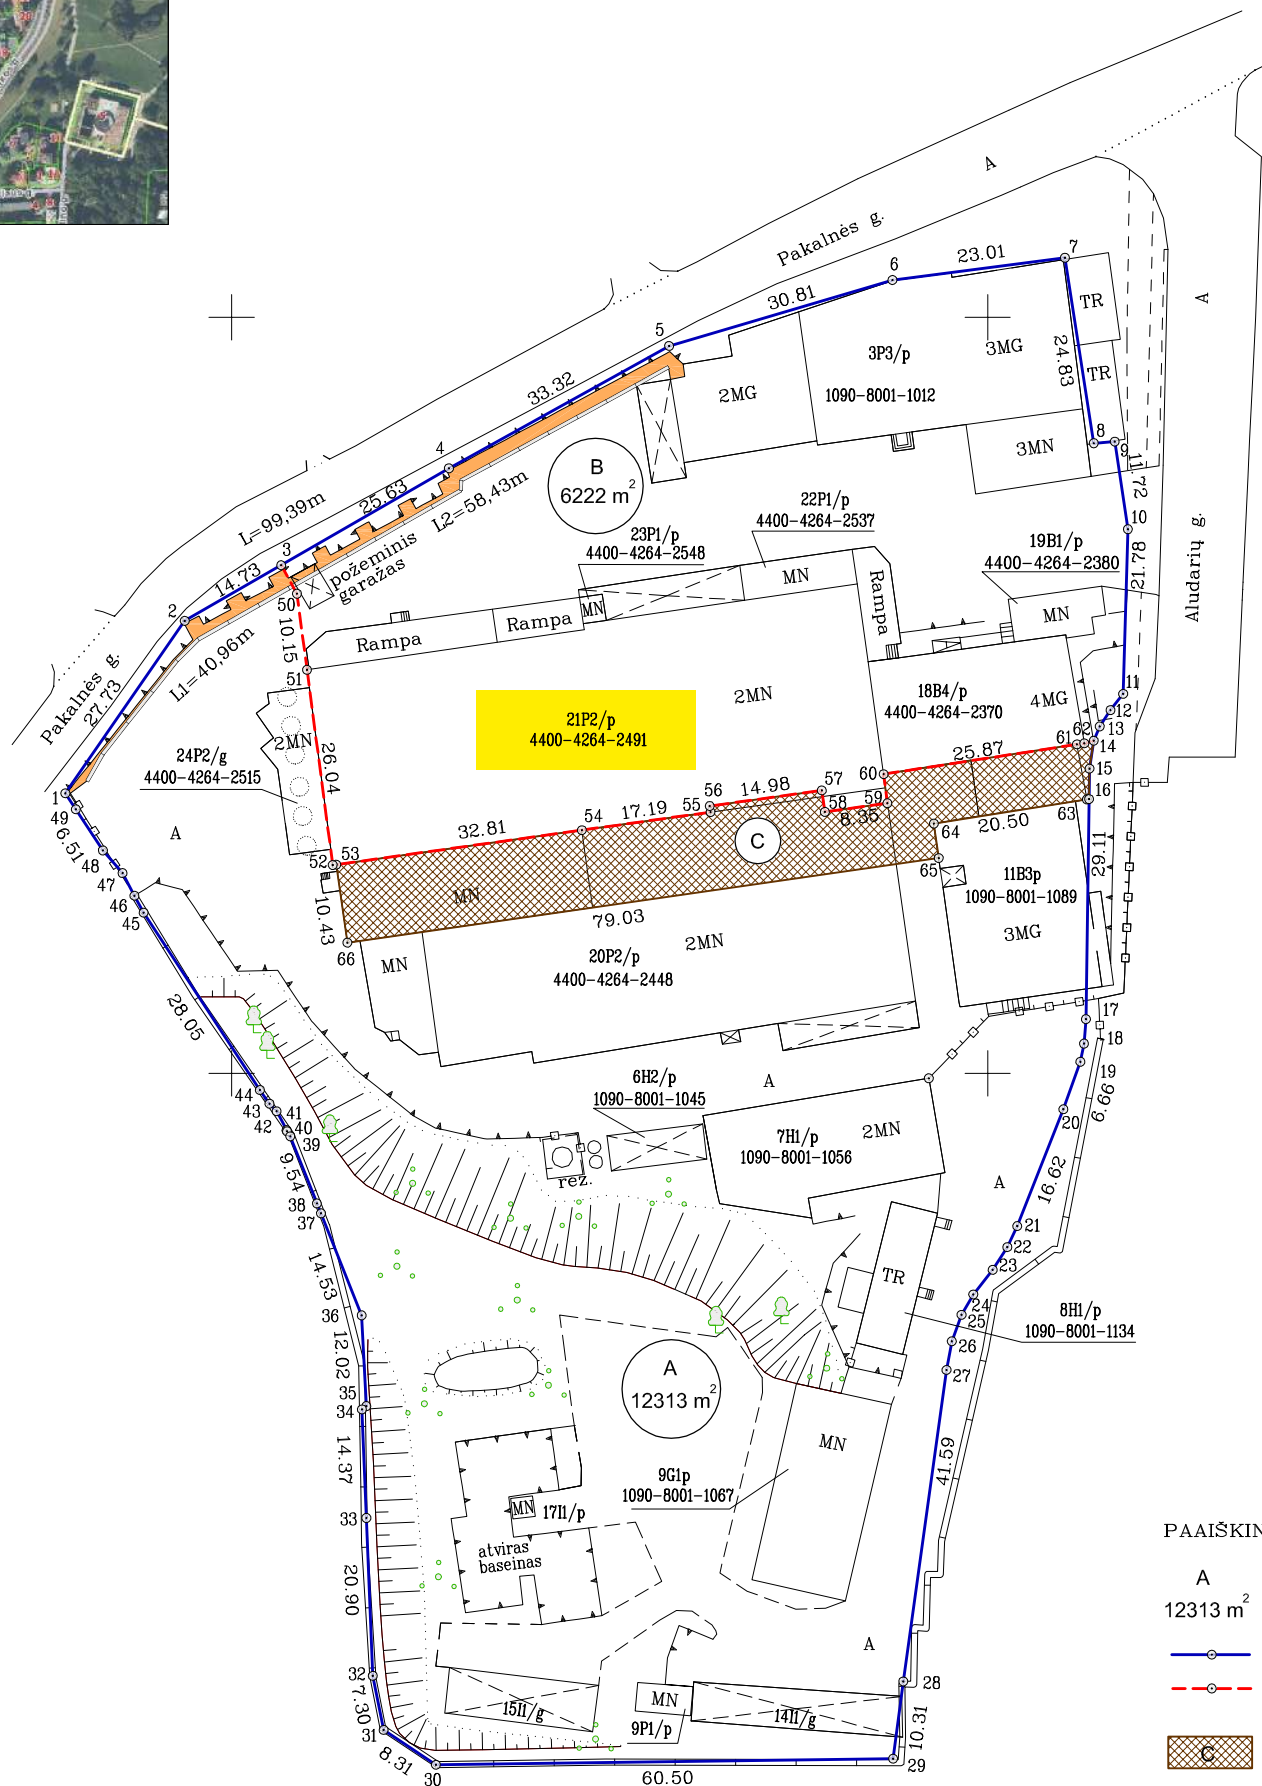 A
Pakalnės g.
6
23.01
7
TR
A
30.81
5
3P3/p
3MG
24.83
TR
1090-8001-1012
33.32
2MG
8
9
3MN
11.72
4
B
6222 m²
25.63
L=99,39m
L2=58,43m
22P1/p
4400-4264-2537
23P1/p
4400-4264-2548
10
19B1/p
4400-4264-2380
21.78
Aludarių g.
3
požeminis
garažas
14.73
50
MN
MN
Rampa
MN
2
Rampa
Rampa
10.15
L1=40,96m
51
Pakalnės g.
27.73
2MN
18B4/p
4MG
4400-4264-2370
11
12
13
21P2/p
4400-4264-2491
2MN
24P2/g
4400-4264-2515
26.04
61
62
14
25.87
15
60
57
14.98
56
55
59
58
8.35
16
63
1
49
6.51
A
54
17.19
C
64
20.50
32.81
48
52
53
65
29.11
47
11B3p
1090-8001-1089
46
45
MN
10.43
79.03
3MG
66
2MN
20P2/p
MN
4400-4264-2448
28.05
17
18
19
6H2/p
1090-8001-1045
A
44
43
41
42
40
39
6.66
20
7H1/p
2MN
1090-8001-1056
9.54
rez.
A
16.62
38
37
21
22
14.53
23
TR
24
25
8H1/p
1090-8001-1134
36
26
12.02
27
A
12313 m²
35
34
14.37
MN
41.59
9G1p
1090-8001-1067
MN
17I1/p
33
atviras
baseinas
PAAIŠKIN
A
12313 m²
20.90
A
32
28
7.30
MN
15I1/g
14I1/g
9P1/p
10.31
31
8.31
C
30
60.50
29